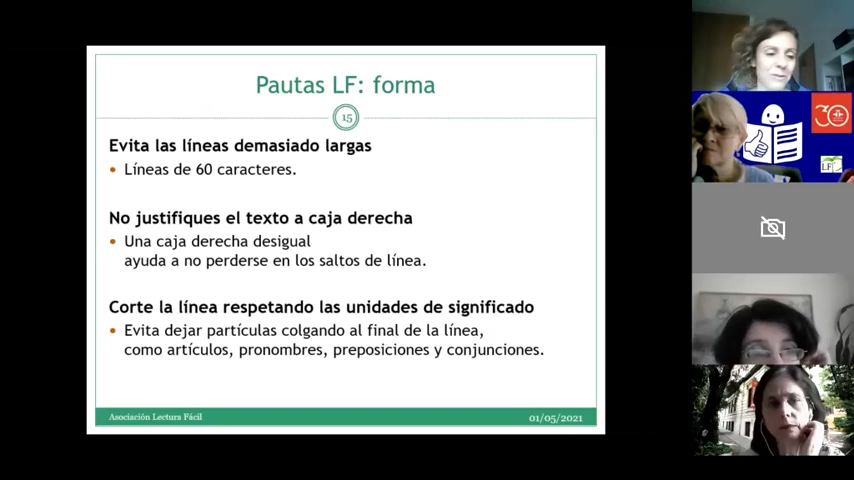 Pautas LF: forma
15
Evita las líneas demasiado largas
• Líneas de 60 caracteres.
No justifiques el texto a caja derecha
• Una caja derecha desigual
ayuda a no perderse en los saltos de línea.
Corte la línea respetando las unidades de significado
• Evita dejar partículas colgando al final de la línea,
como artículos, pronombres, preposiciones y conjunciones.
Asociación Lectura Fácil
01/05/2021
30
LF